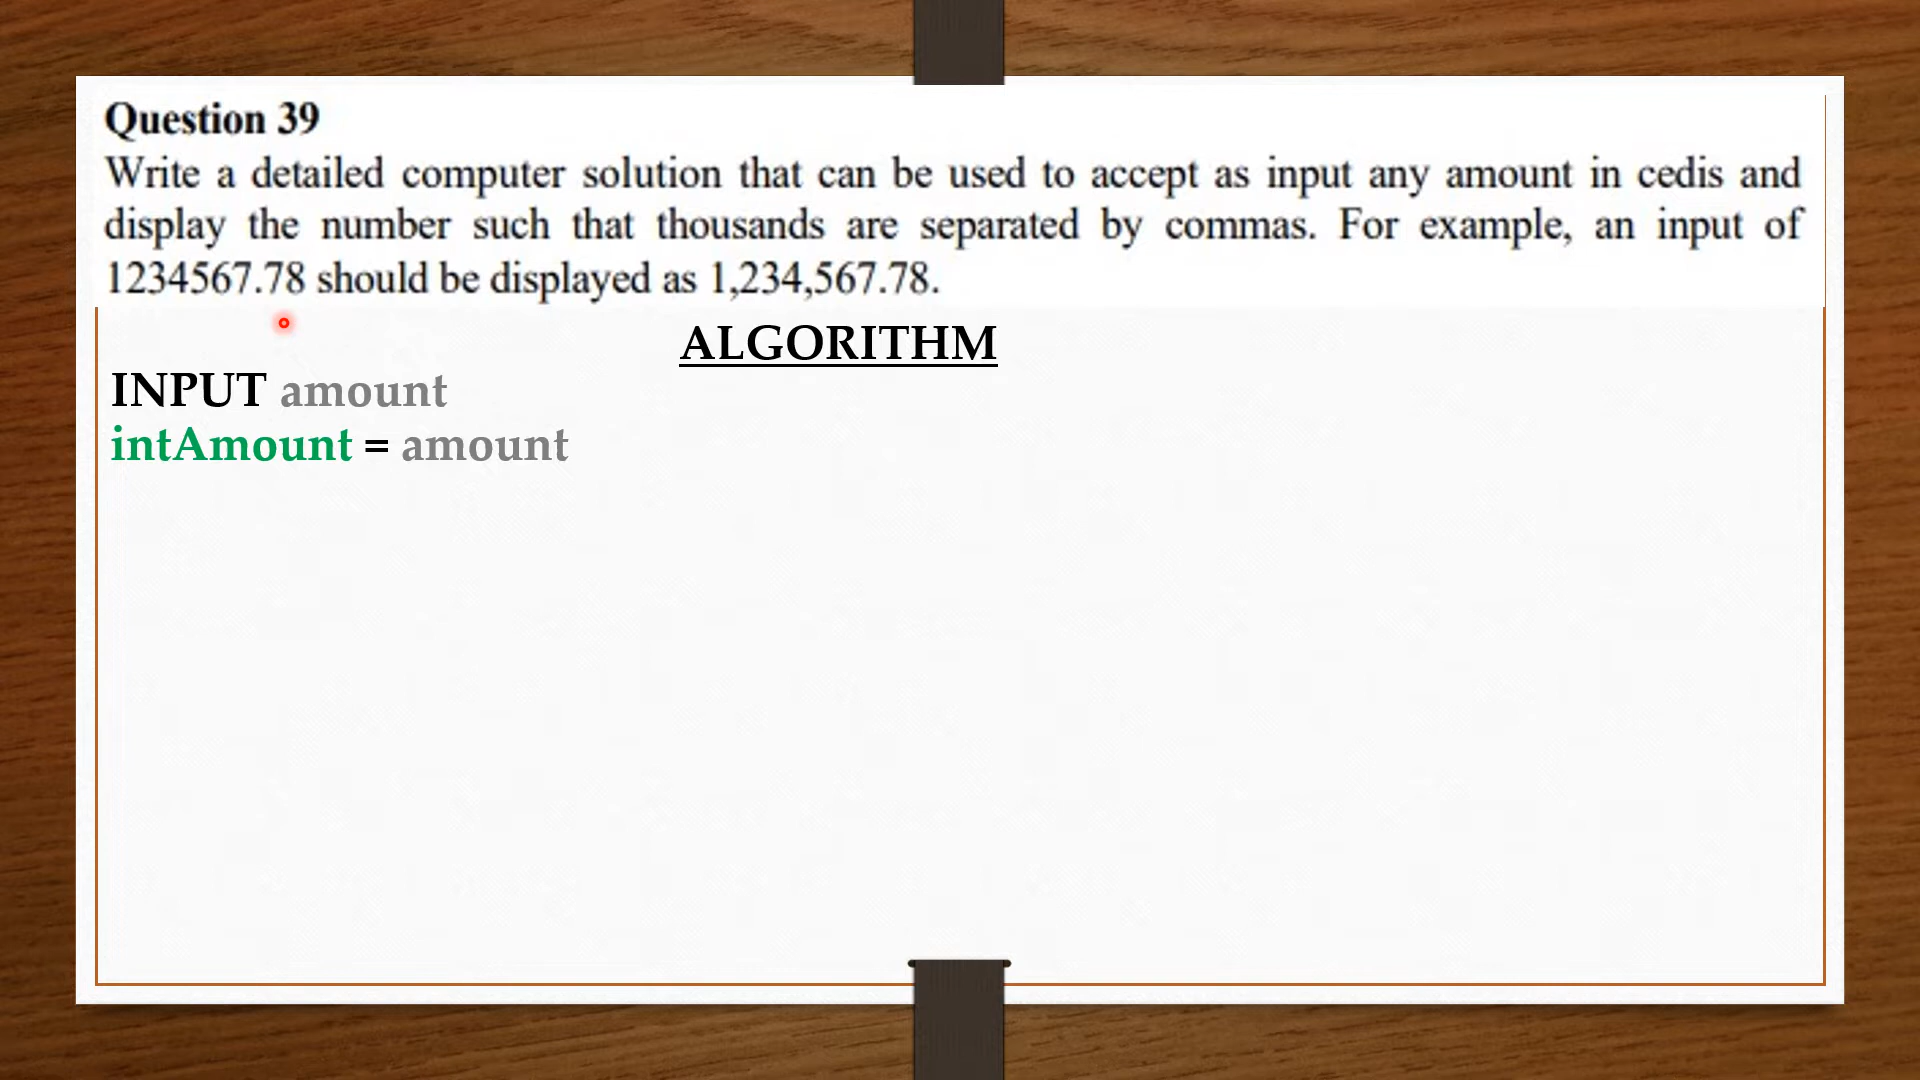 Question 39
Write a detailed computer solution that can be used to accept as input any amount in cedis and
display the number such that thousands are separated by commas. For example, an input of
1234567.78 should be displayed as 1,234,567.78.
ALGORITHM
INPUT amount
intAmount = amount